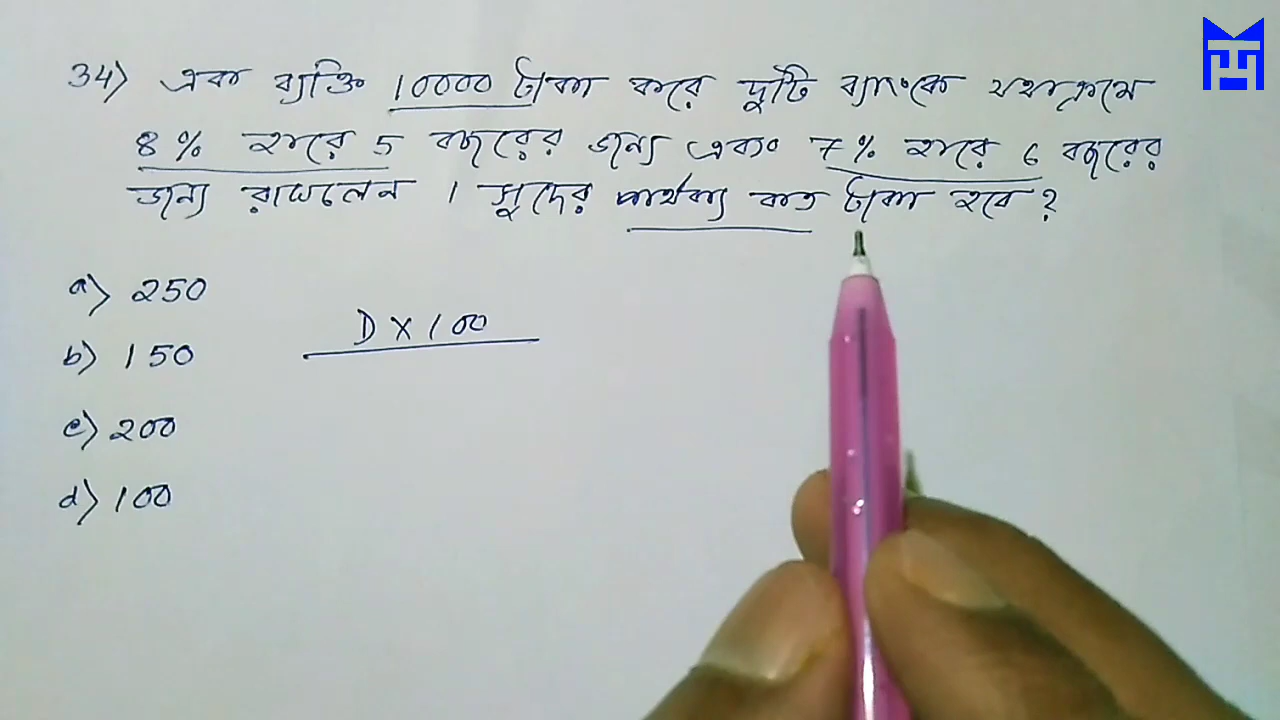 34) এক ব্যক্তি 10000 টাকা করে দুটি ব্যাংকে যথাক্রমে
8% হারে 5 বছরের জন্য এবং 7% হারে 6 বছরের
জন্য রাখলেন । সুদের পার্থক্য কত টাকা হবে ?
a) 250
D X 100
b) 150
c) 200
d) 100